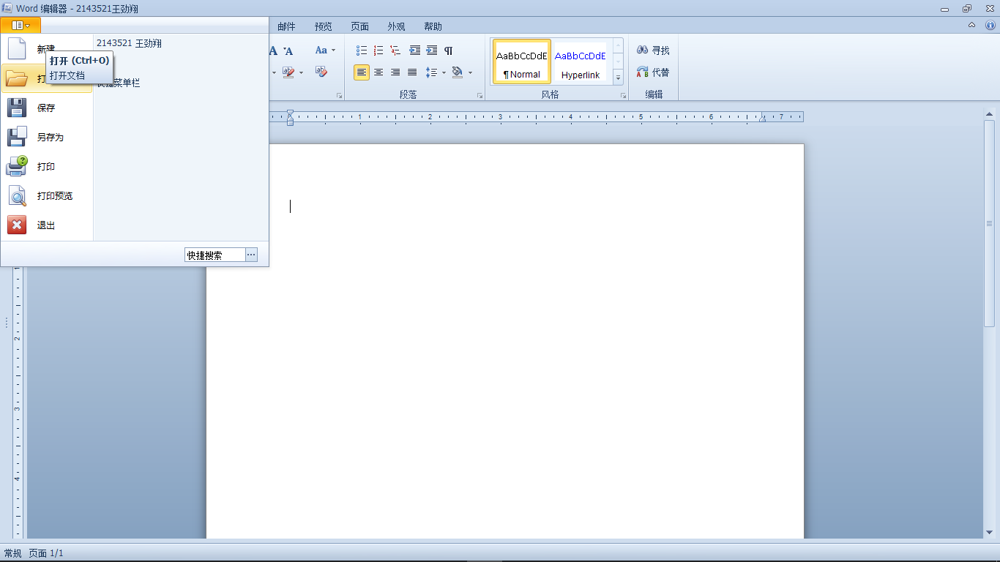 Word 编辑器 - 2143521王劲翔
邮件 预览 页面 外观 帮助
新建
2143521 王劲翔
打开 (Ctrl+O)
打开文档
快捷菜单栏
保存
另存为
打印
打印预览
退出
快捷搜索
A A Aa
段落
AaBbCcDdE AaBbCcDdE
¶ Normal Hyperlink
风格
寻找
代替
编辑
1 2 3 4 5 6 7
2
3
4
常规 页面 1/1